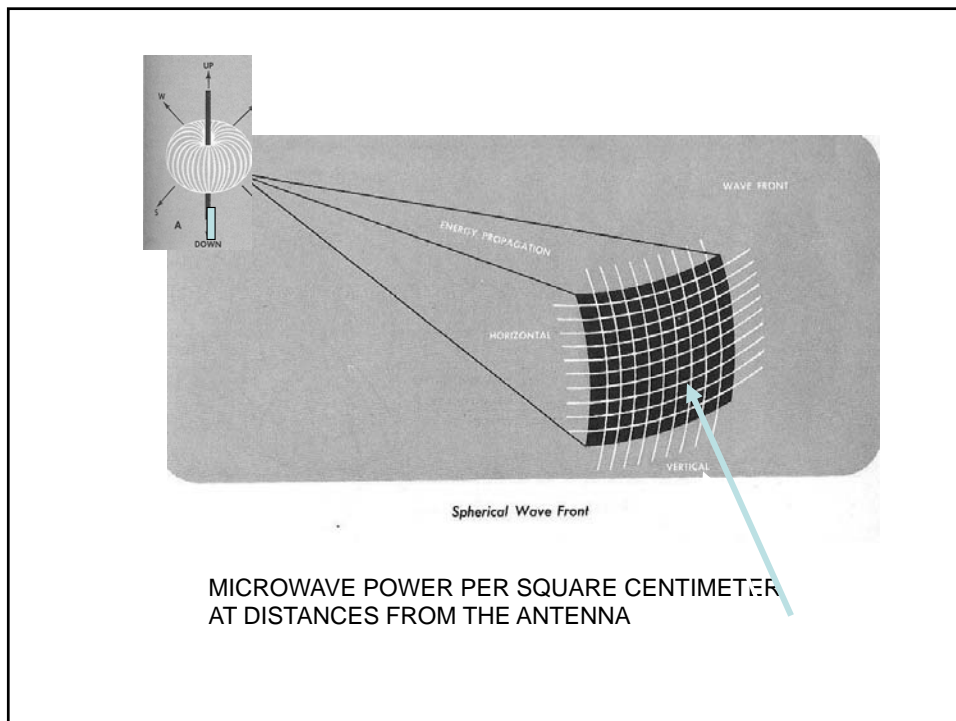 UP
W
S
A
DOWN
WAVE FRONT
ENERGY PROPAGATION
HORIZONTAL
VERTICAL
Spherical Wave Front
MICROWAVE POWER PER SQUARE CENTIMETER
AT DISTANCES FROM THE ANTENNA